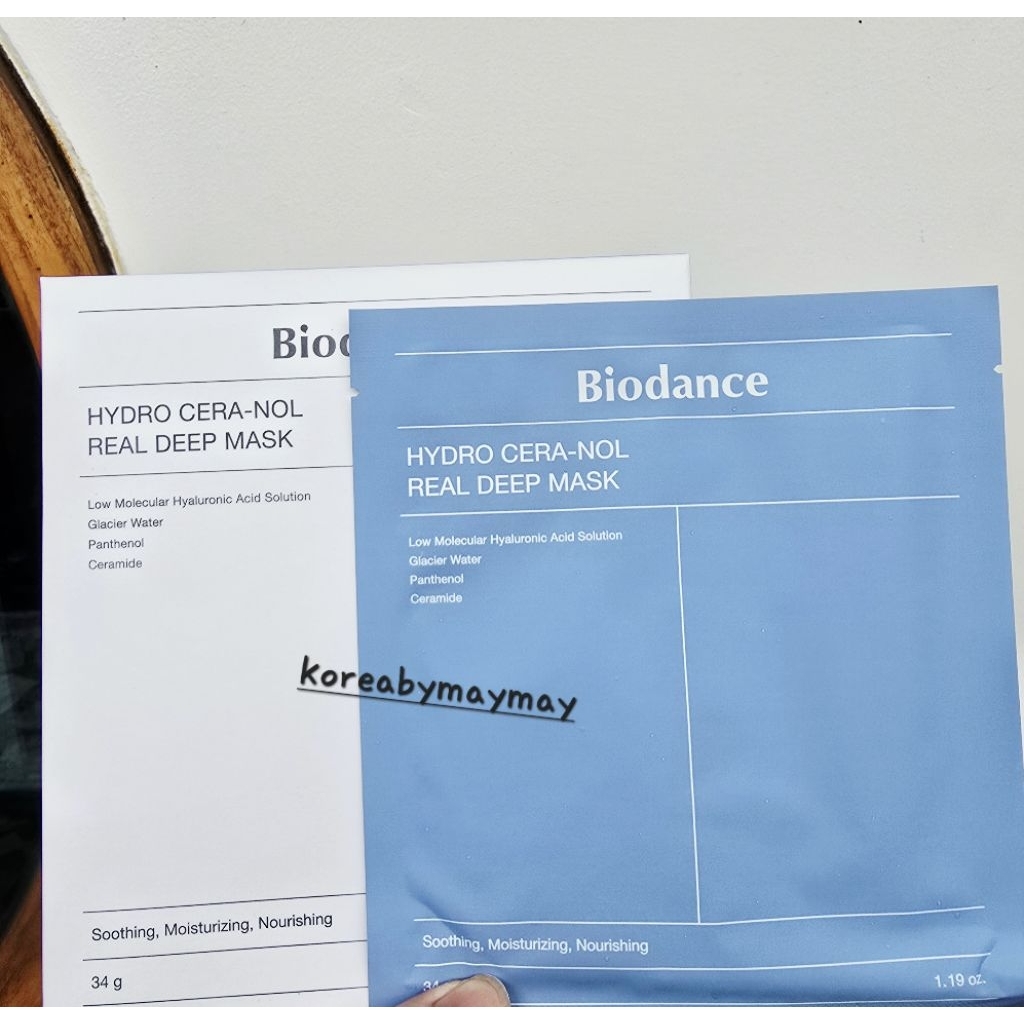 Biod
HYDRO CERA-NOL
REAL DEEP MASK
Low Molecular Hyaluronic Acid Solution
Glacier Water
Panthenol
Ceramide
Soothing, Moisturizing, Nourishing
34 g
Biodance
HYDRO CERA-NOL
REAL DEEP MASK
Low Molecular Hyaluronic Acid Solution
Glacier Water
Panthenol
Ceramide
koreabymaymay
Soothing, Moisturizing, Nourishing
34
1.19 oz.